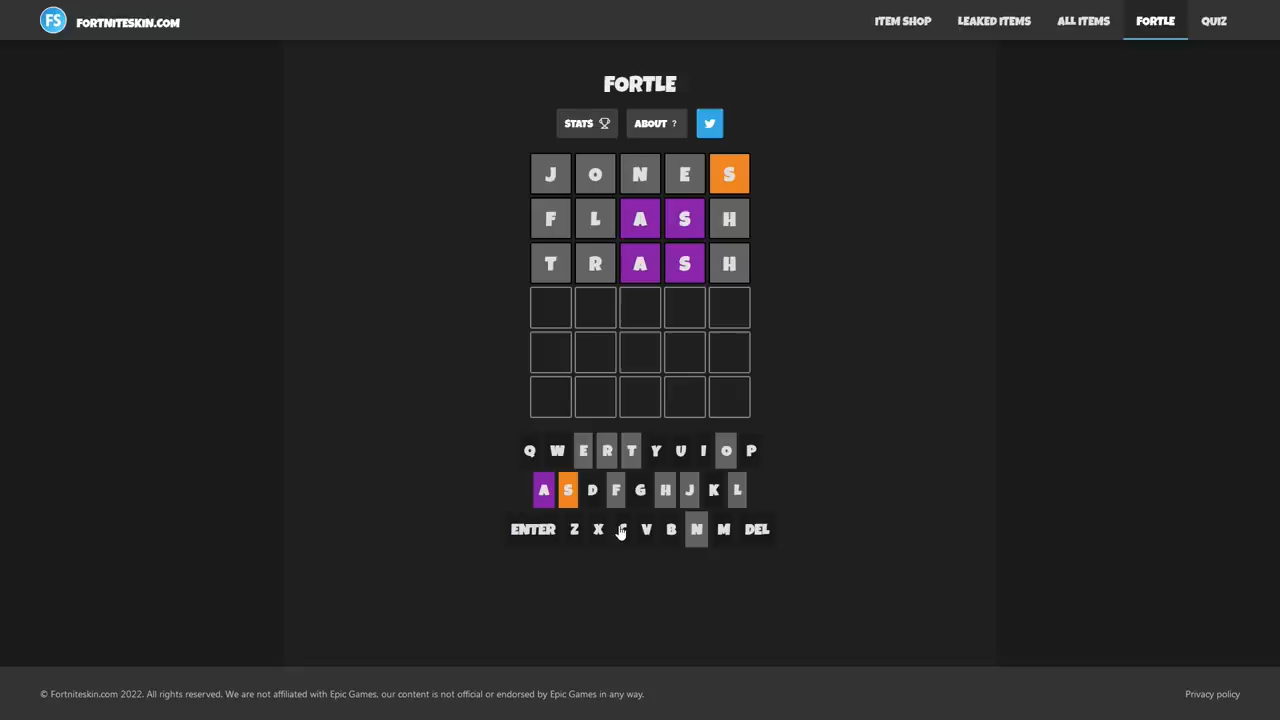 FS FORTNITESKIN.COM ITEM SHOP LEAKED ITEMS ALL ITEMS FORTLE QUIZ
FORTLE
STATS ABOUT ?
J O N E S
F L A S H
T R A S H
Q W E R T Y U I O P
A S D F G H J K L
ENTER Z X C V B N M DEL
© Fortniteskin.com 2022. All rights reserved. We are not affiliated with Epic Games, our content is not official or endorsed by Epic Games in any way. Privacy policy